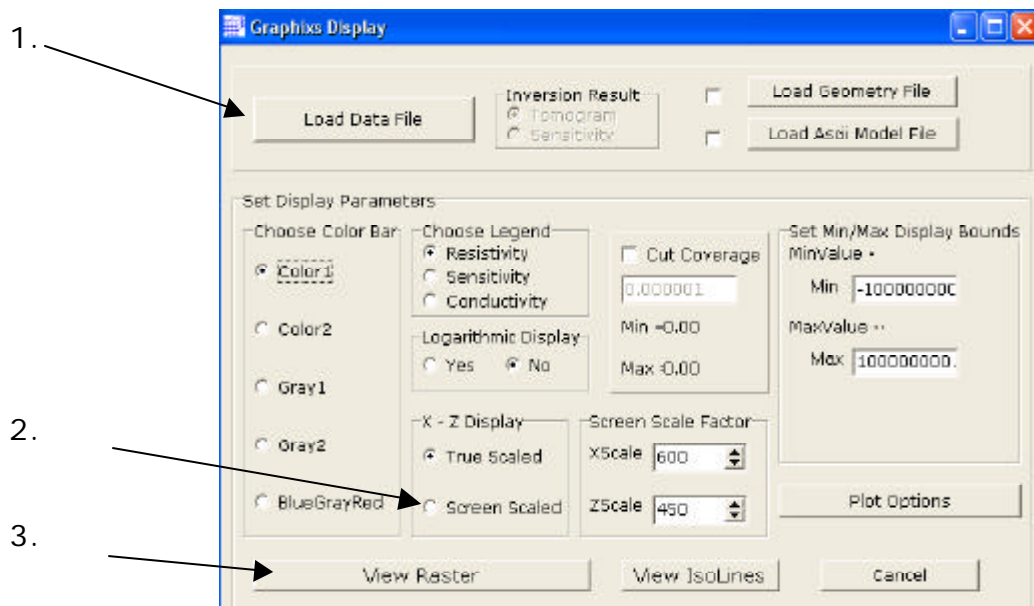 Graphixs Display
1.
Load Data File
Inversion Result
Tomogram
Sensitivity
Load Geometry File
Load Ascii Model File
Set Display Parameters
Choose Color Bar
Color1
Color2
Gray1
Gray2
BlueGrayRed
Choose Legend
Resistivity
Sensitivity
Conductivity
Logarithmic Display
Yes No
X - Z Display
True Scaled
Screen Scaled
Cut Coverage
0.000001
Min =0.00
Max =0.00
Screen Scale Factor
XScale 600
ZScale 450
Set Min/Max Display Bounds
MinValue -
Min -100000000
MaxValue --
Max 100000000.
Plot Options
2.
3.
View Raster
View IsoLines
Cancel